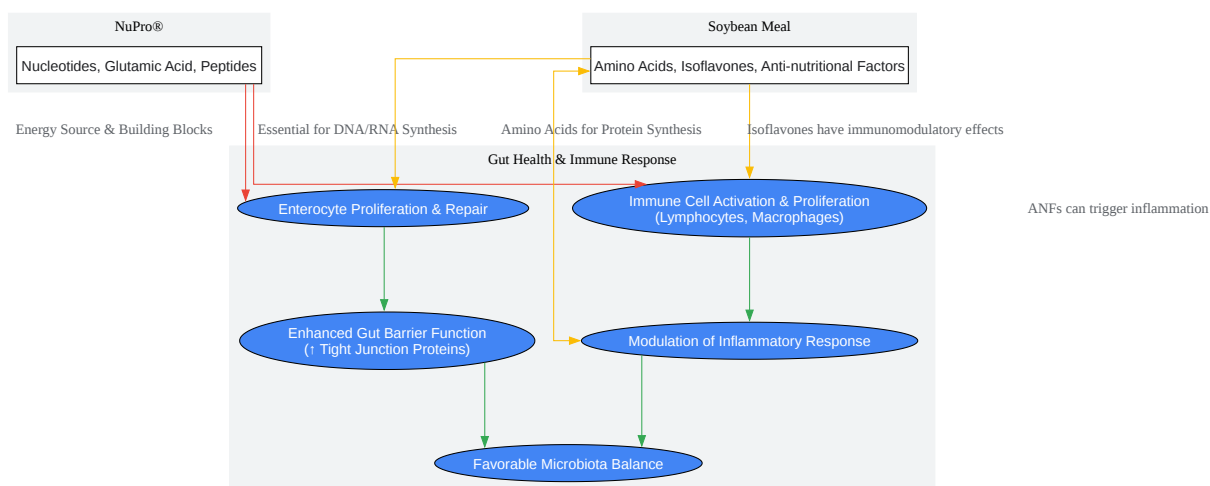 NuPro®
Soybean Meal
Nucleotides, Glutamic Acid, Peptides
Amino Acids, Isoflavones, Anti-nutritional Factors
Energy Source & Building Blocks
Essential for DNA/RNA Synthesis
Amino Acids for Protein Synthesis
Isoflavones have immunomodulatory effects
Gut Health & Immune Response
Enterocyte Proliferation & Repair
Immune Cell Activation & Proliferation
(Lymphocytes, Macrophages)
ANFs can trigger inflammation
Enhanced Gut Barrier Function
(↑ Tight Junction Proteins)
Modulation of Inflammatory Response
Favorable Microbiota Balance